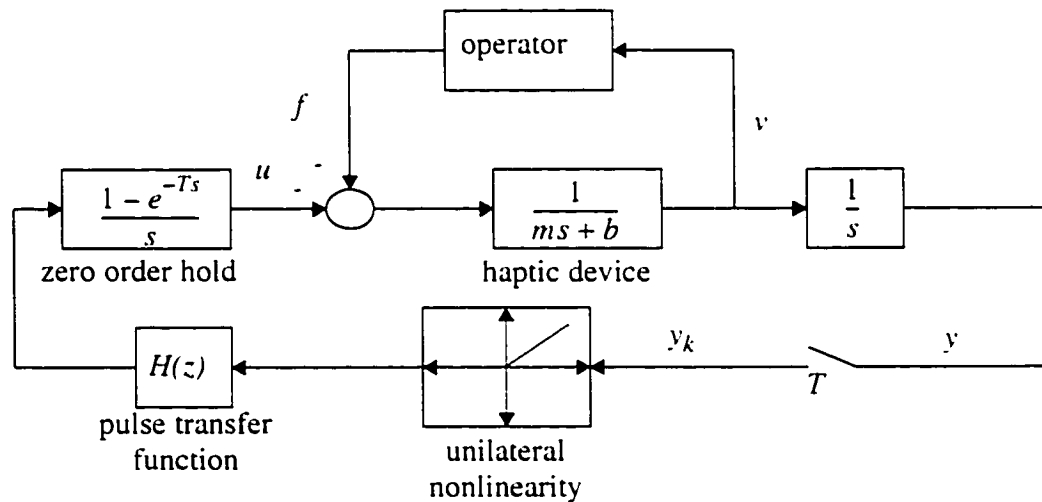 operator
f
v
u
-
-
1 - e^{-Ts}
s
zero order hold
1
ms + b
haptic device
1
s
H(z)
pulse transfer
function
unilateral
nonlinearity
y_k
T
y